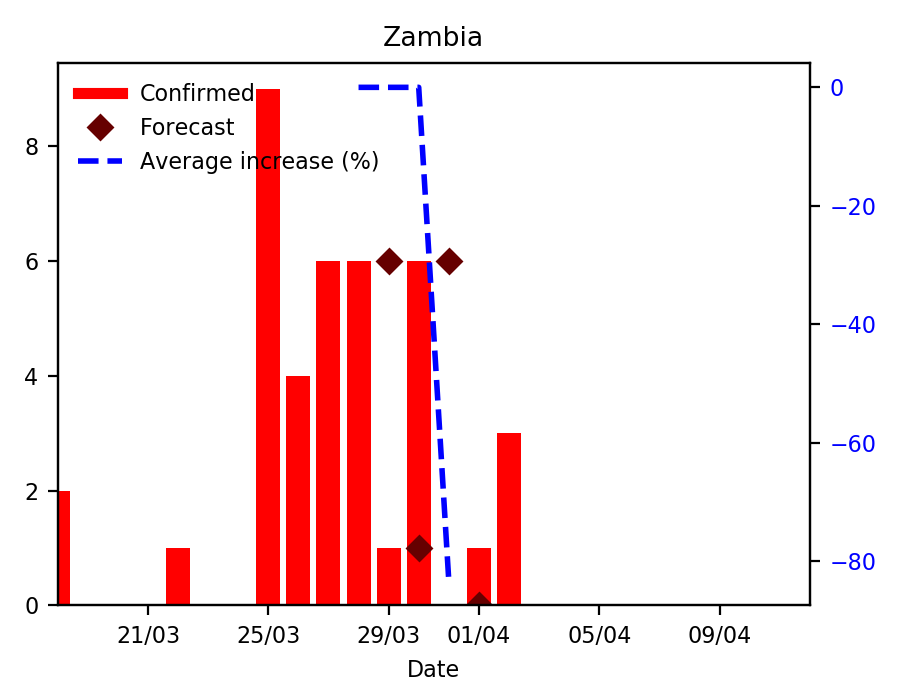 Zambia
Confirmed
Forecast
Average increase (%)
8
6
4
2
0
0
−20
−40
−60
−80
21/03 25/03 29/03 01/04 05/04 09/04
Date